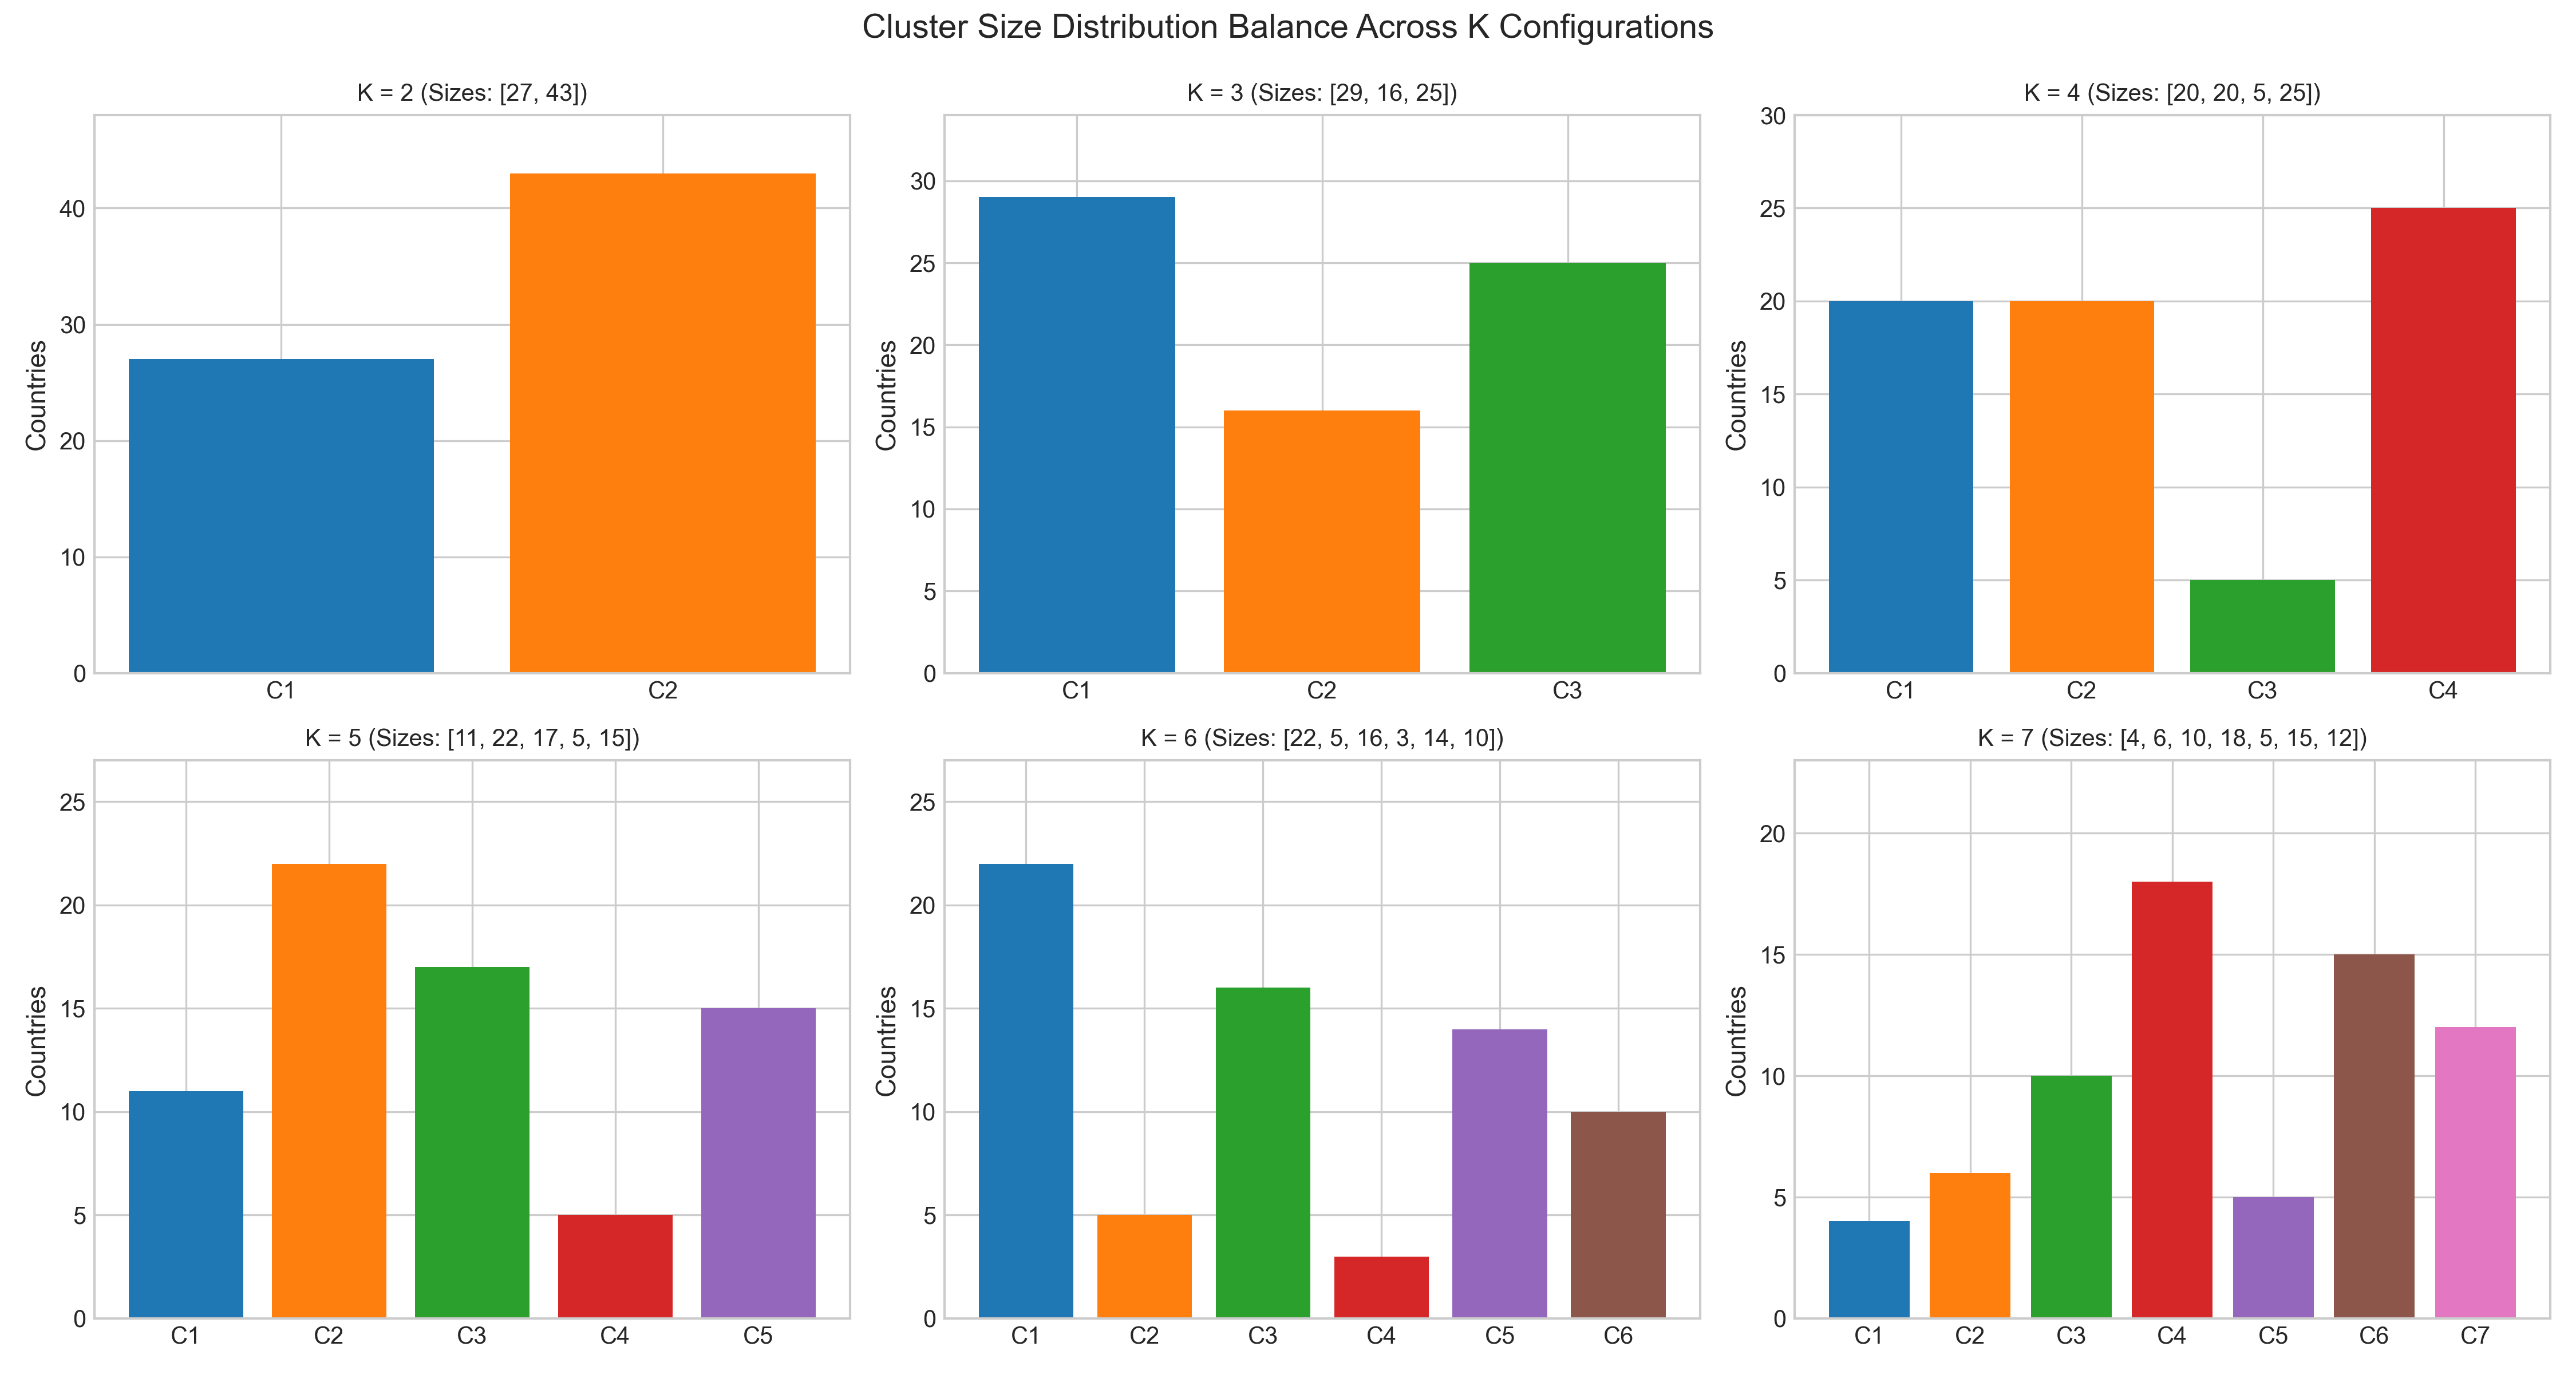 Cluster Size Distribution Balance Across K Configurations
K = 2 (Sizes: [27, 43])
Countries
40
30
20
10
0
C1 C2
K = 3 (Sizes: [29, 16, 25])
Countries
30
25
20
15
10
5
0
C1 C2 C3
K = 4 (Sizes: [20, 20, 5, 25])
Countries
30
25
20
15
10
5
0
C1 C2 C3 C4
K = 5 (Sizes: [11, 22, 17, 5, 15])
Countries
25
20
15
10
5
0
C1 C2 C3 C4 C5
K = 6 (Sizes: [22, 5, 16, 3, 14, 10])
Countries
25
20
15
10
5
0
C1 C2 C3 C4 C5 C6
K = 7 (Sizes: [4, 6, 10, 18, 5, 15, 12])
Countries
20
15
10
5
0
C1 C2 C3 C4 C5 C6 C7